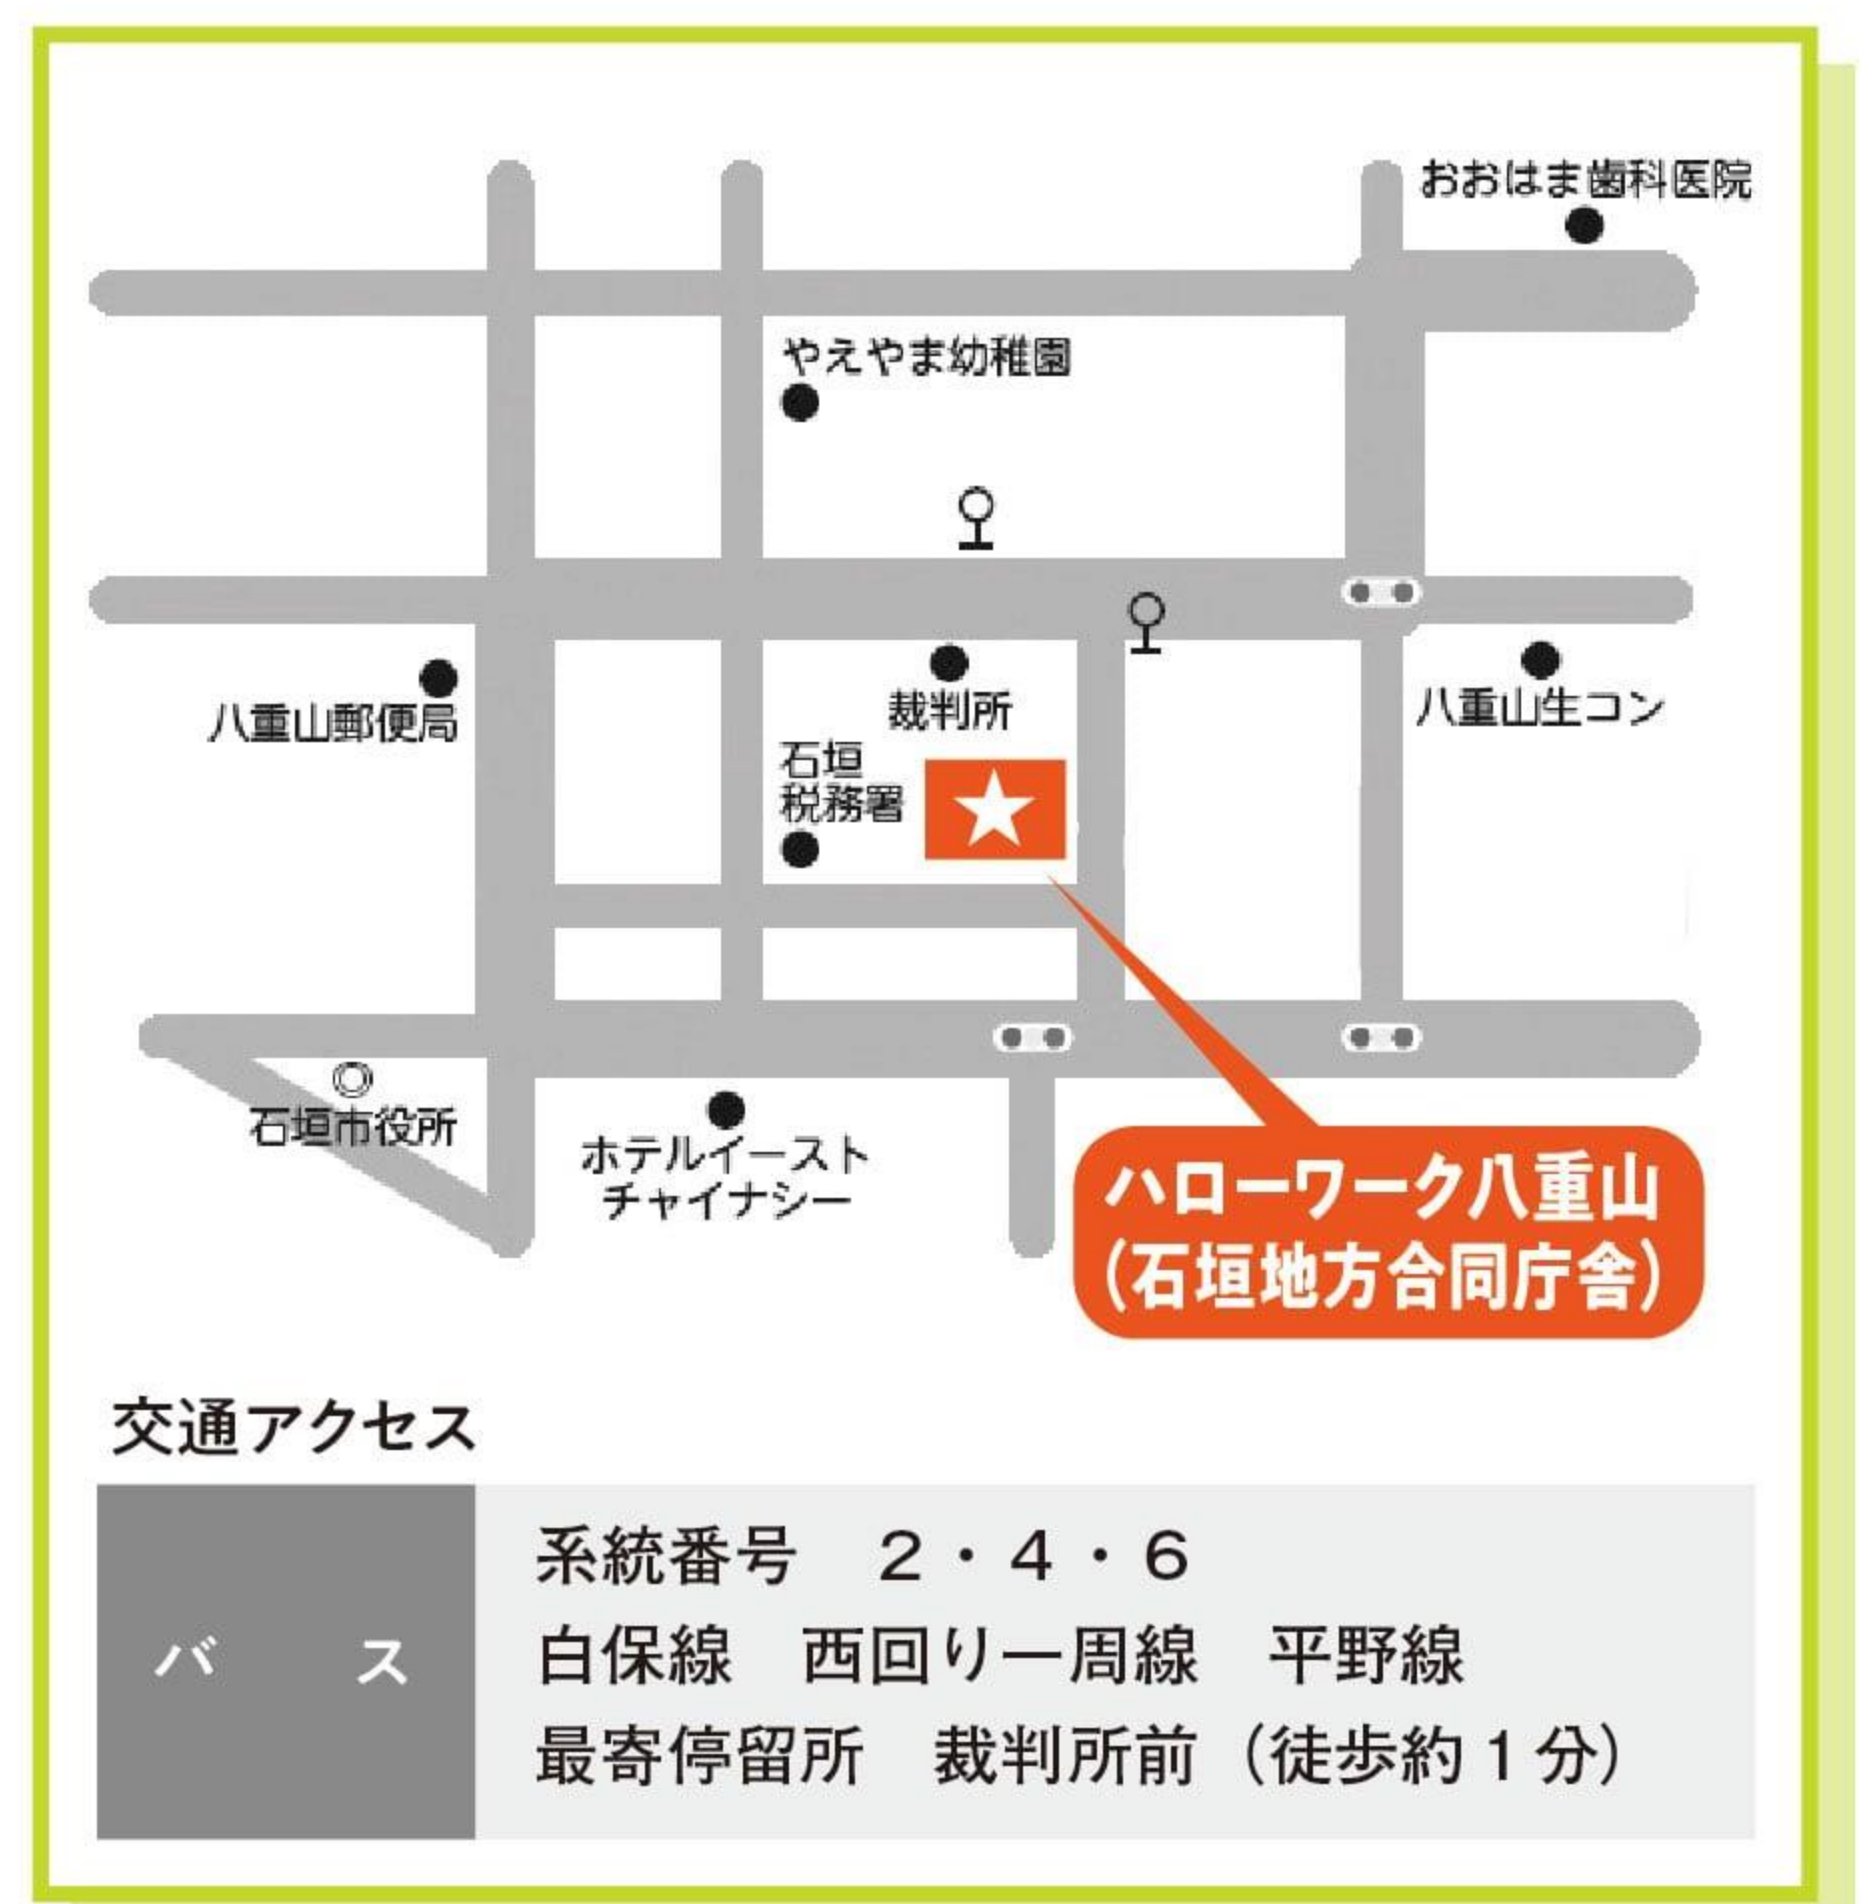 おおはま歯科医院
やえやま幼稚園
八重山郵便局
裁判所
八重山生コン
石垣
税務署
石垣市役所
ホテルイースト
チャイナシー
ハローワーク八重山
(石垣地方合同庁舎)
交通アクセス
バス
系統番号　2・4・6
白保線　西回り一周線　平野線
最寄停留所　裁判所前（徒歩約1分）